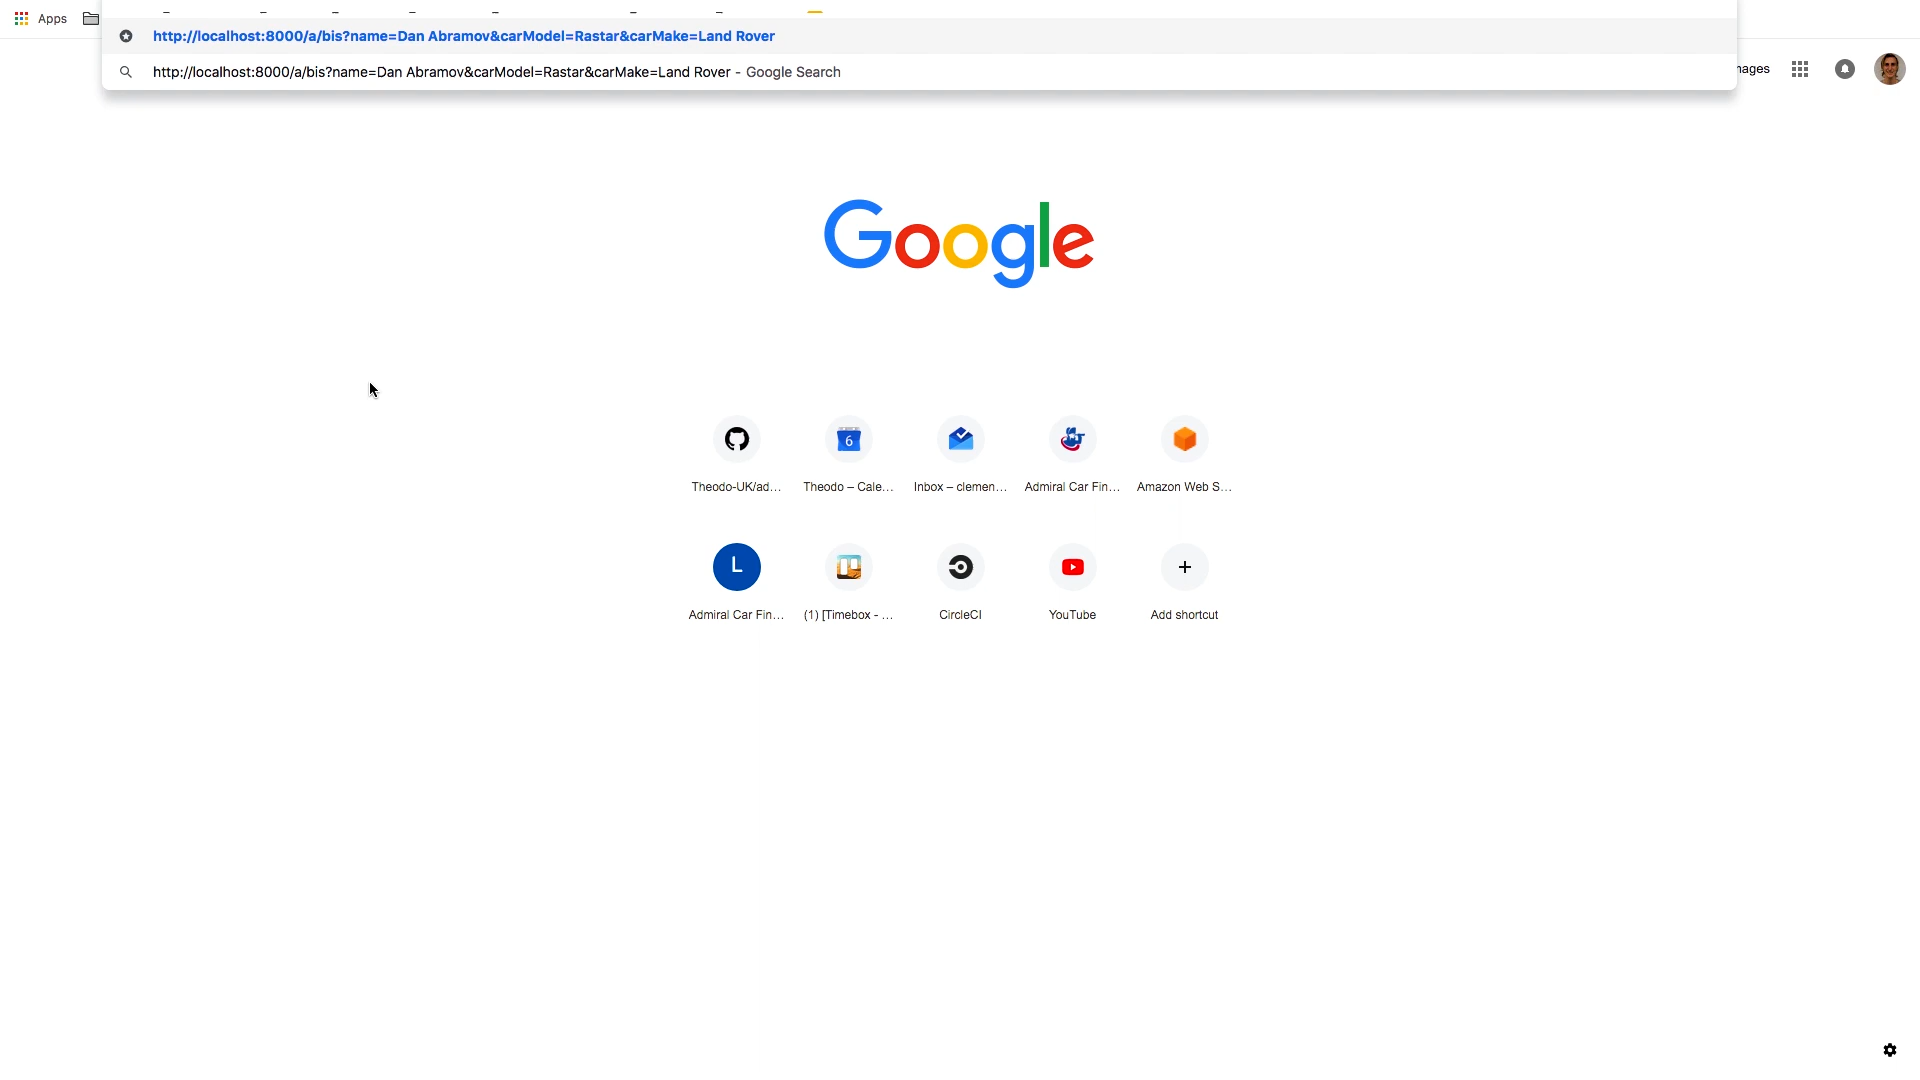 Apps
http://localhost:8000/a/bis?name=Dan Abramov&carModel=Rastar&carMake=Land Rover
http://localhost:8000/a/bis?name=Dan Abramov&carModel=Rastar&carMake=Land Rover - Google Search
Google
6
Theodo-UK/ad... Theodo – Cale... Inbox – clemen... Admiral Car Fin... Amazon Web S...
L
Admiral Car Fin... (1) [Timebox - ... CircleCI YouTube Add shortcut